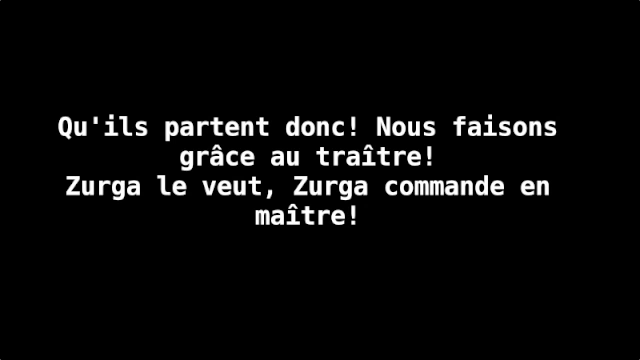 Qu'ils partent donc! Nous faisons
grâce au traître!
Zurga le veut, Zurga commande en
maître!